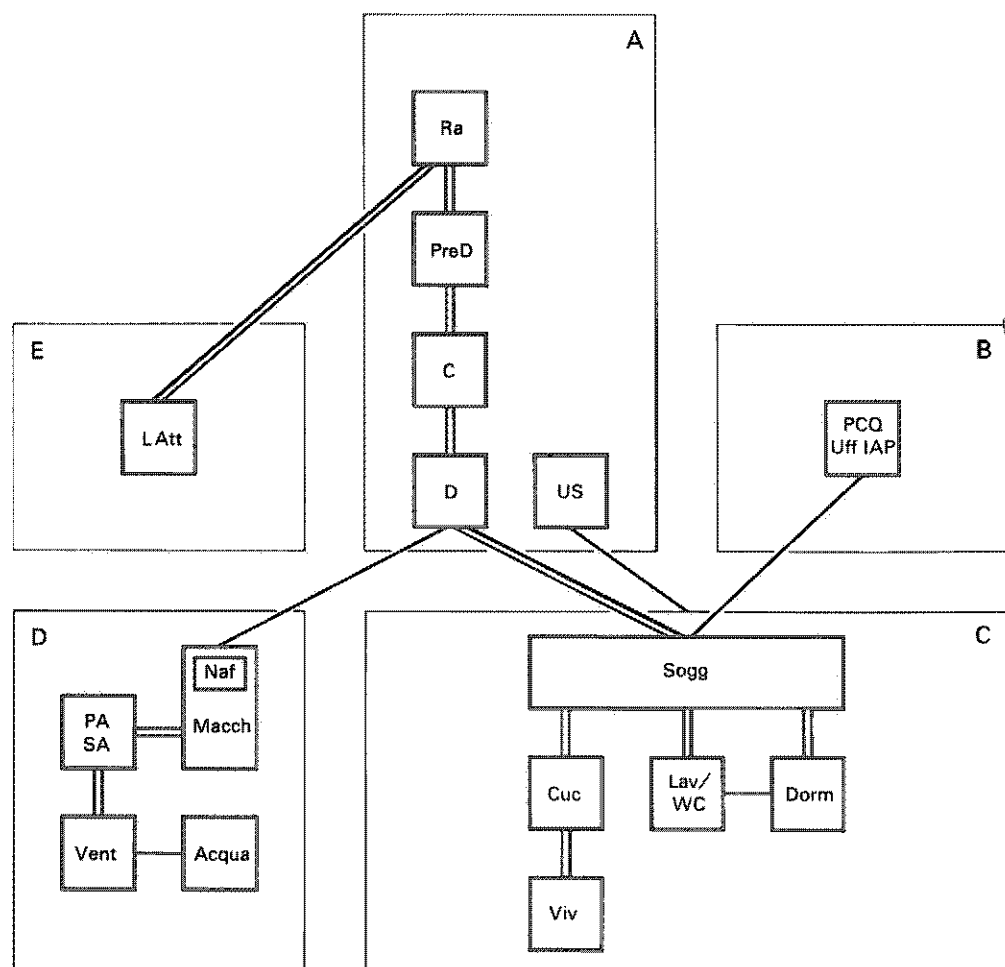 A
Ra
PreD
C
D
US
E
L Att
B
PCQ
Uff IAP
D
Naf
Macch
PA
SA
Vent
Acqua
C
Sogg
Cuc
Lav/
WC
Dorm
Viv